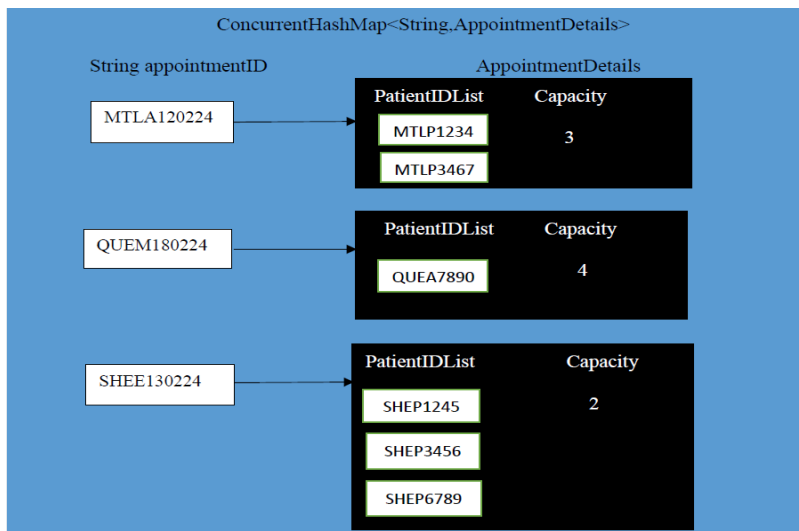 ConcurrentHashMap<String,AppointmentDetails>
String appointmentID AppointmentDetails
MTLA120224
PatientIDList Capacity
MTLP1234
3
MTLP3467
QUEM180224
PatientIDList Capacity
QUEA7890
4
SHEE130224
PatientIDList Capacity
SHEP1245
2
SHEP3456
SHEP6789